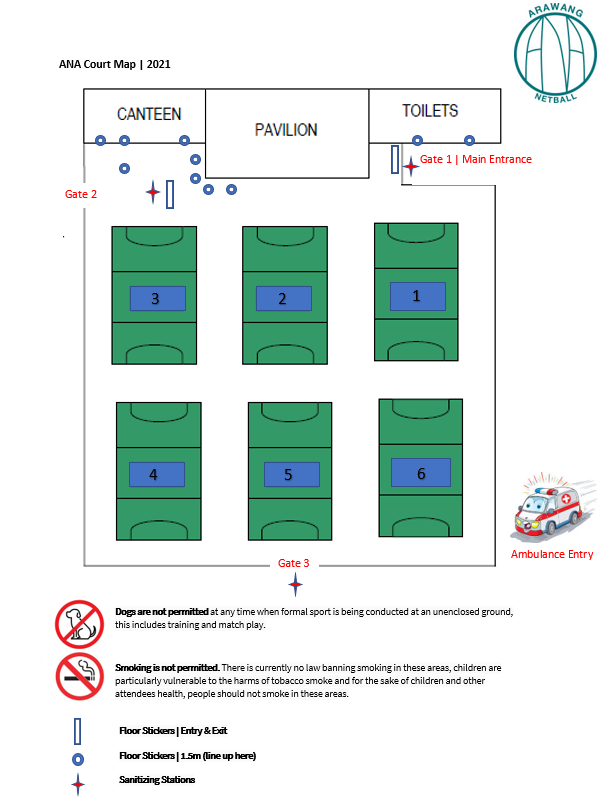 ARAWANG
NETBALL
ANA Court Map | 2021
CANTEEN
PAVILION
TOILETS
Gate 1 | Main Entrance
Gate 2
3
2
1
4
5
6
Ambulance Entry
Gate 3
Dogs are not permitted at any time when formal sport is being conducted at an unenclosed ground,
this includes training and match play.
Smoking is not permitted. There is currently no law banning smoking in these areas, children are
particularly vulnerable to the harms of tobacco smoke and for the sake of children and other
attendees health, people should not smoke in these areas.
Floor Stickers | Entry & Exit
Floor Stickers | 1.5m (line up here)
Sanitizing Stations